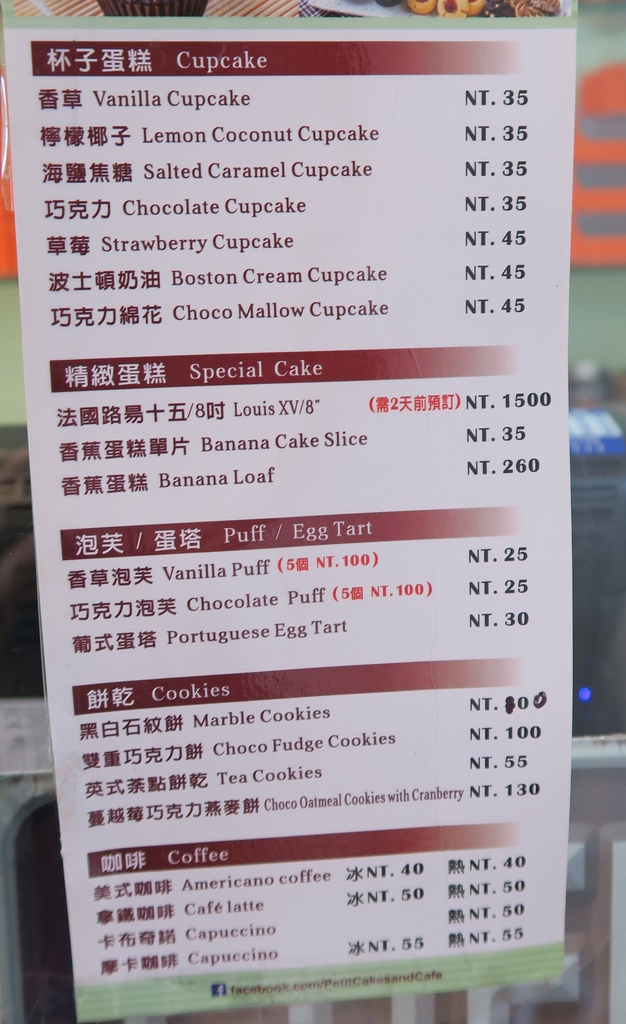 杯子蛋糕 Cupcake
香草 Vanilla Cupcake NT. 35
檸檬椰子 Lemon Coconut Cupcake NT. 35
海鹽焦糖 Salted Caramel Cupcake NT. 35
巧克力 Chocolate Cupcake NT. 35
草莓 Strawberry Cupcake NT. 45
波士頓奶油 Boston Cream Cupcake NT. 45
巧克力綿花 Choco Mallow Cupcake NT. 45
精緻蛋糕 Special Cake
法國路易十五/8吋 Louis XV/8" (需2天前預訂) NT. 1500
香蕉蛋糕單片 Banana Cake Slice NT. 35
香蕉蛋糕 Banana Loaf NT. 260
泡芙 / 蛋塔 Puff / Egg Tart
香草泡芙 Vanilla Puff (5個 NT.100) NT. 25
巧克力泡芙 Chocolate Puff (5個 NT.100) NT. 25
葡式蛋塔 Portuguese Egg Tart NT. 30
餅乾 Cookies
黑白石紋餅 Marble Cookies NT.
雙重巧克力餅 Choco Fudge Cookies NT. 100
英式茶點餅乾 Tea Cookies NT. 55
蔓越莓巧克力燕麥餅 Choco Oatmeal Cookies with Cranberry NT. 130
咖啡 Coffee
美式咖啡 Americano coffee 冰NT. 40 熱NT. 40
拿鐵咖啡 Café latte 冰NT. 50 熱NT. 50
卡布奇諾 Capuccino 熱NT. 50
摩卡咖啡 Capuccino 冰NT. 55 熱NT. 55
facebook.com/PetitCakesandCafe